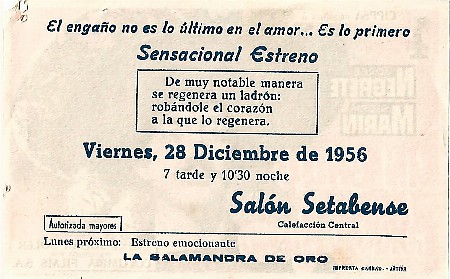 El engaño no es lo último en el amor... Es lo primero
Sensacional Estreno
De muy notable manera
se regenera un ladrón:
robándole el corazón
a la que lo regenera.
Viernes, 28 Diciembre de 1956
7 tarde y 10'30 noche
Salón Setabense
Calefacción Central
Autorizada mayores
Lunes próximo: Estreno emocionante
LA SALAMANDRA DE ORO